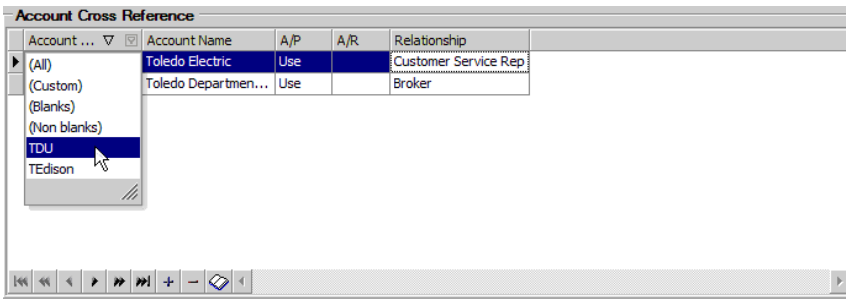 Account Cross Reference
Account ... Account Name A/P A/R Relationship
(All) Toledo Electric Use Customer Service Rep
(Custom) Toledo Departmen... Use Broker
(Blanks)
(Non blanks)
TDU
TEdison